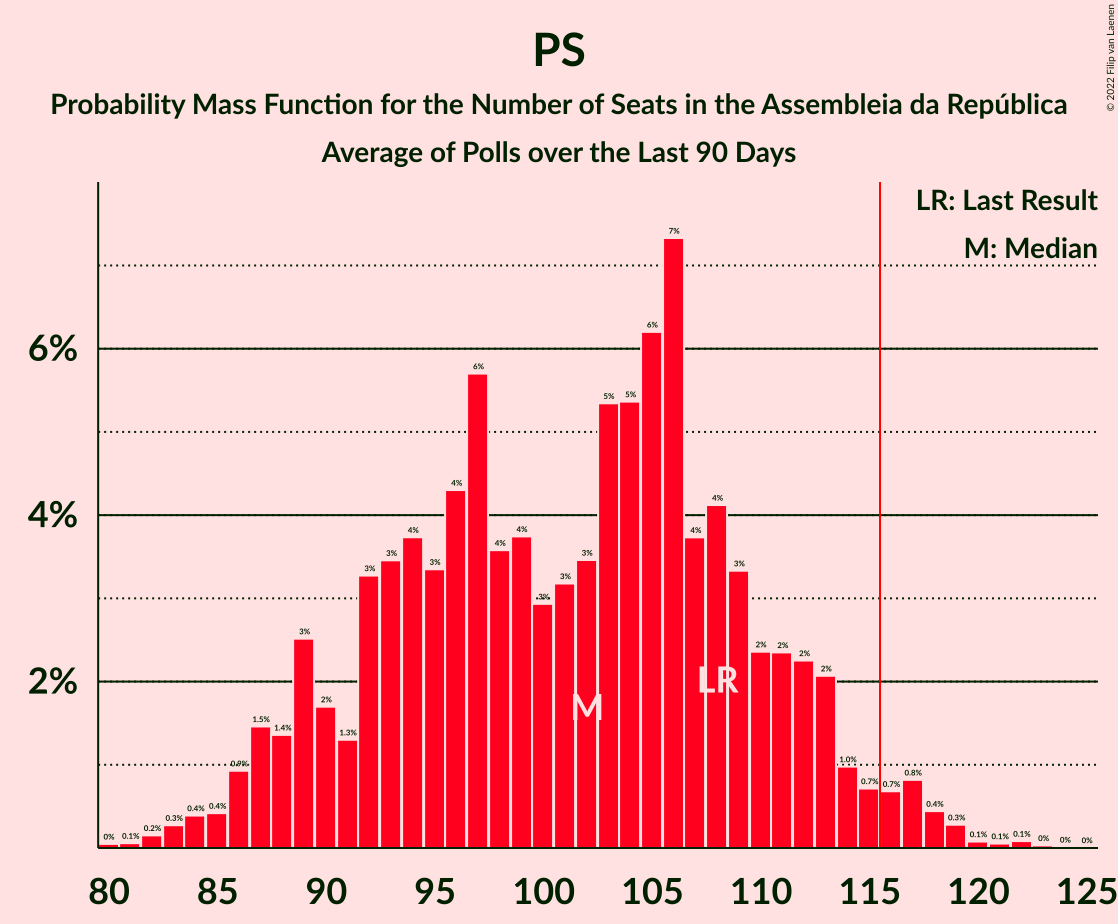 PS
Probability Mass Function for the Number of Seats in the Assembleia da República
Average of Polls over the Last 90 Days
© 2022 Filip van Laenen
LR: Last Result
M: Median
6%
4%
2%
0% 0.1% 0.2% 0.3% 0.4% 0.4% 0.9% 1.5% 1.4% 3% 2% 1.3% 3% 3% 4% 3% 4% 6% 4% 4% 3% 3% 3% 5% 5% 6% 7% 4% 4% 3% 2% 2% 2% 2% 1.0% 0.7% 0.7% 0.8% 0.4% 0.3% 0.1% 0.1% 0.1% 0% 0% 0%
M
LR
80 85 90 95 100 105 110 115 120 125